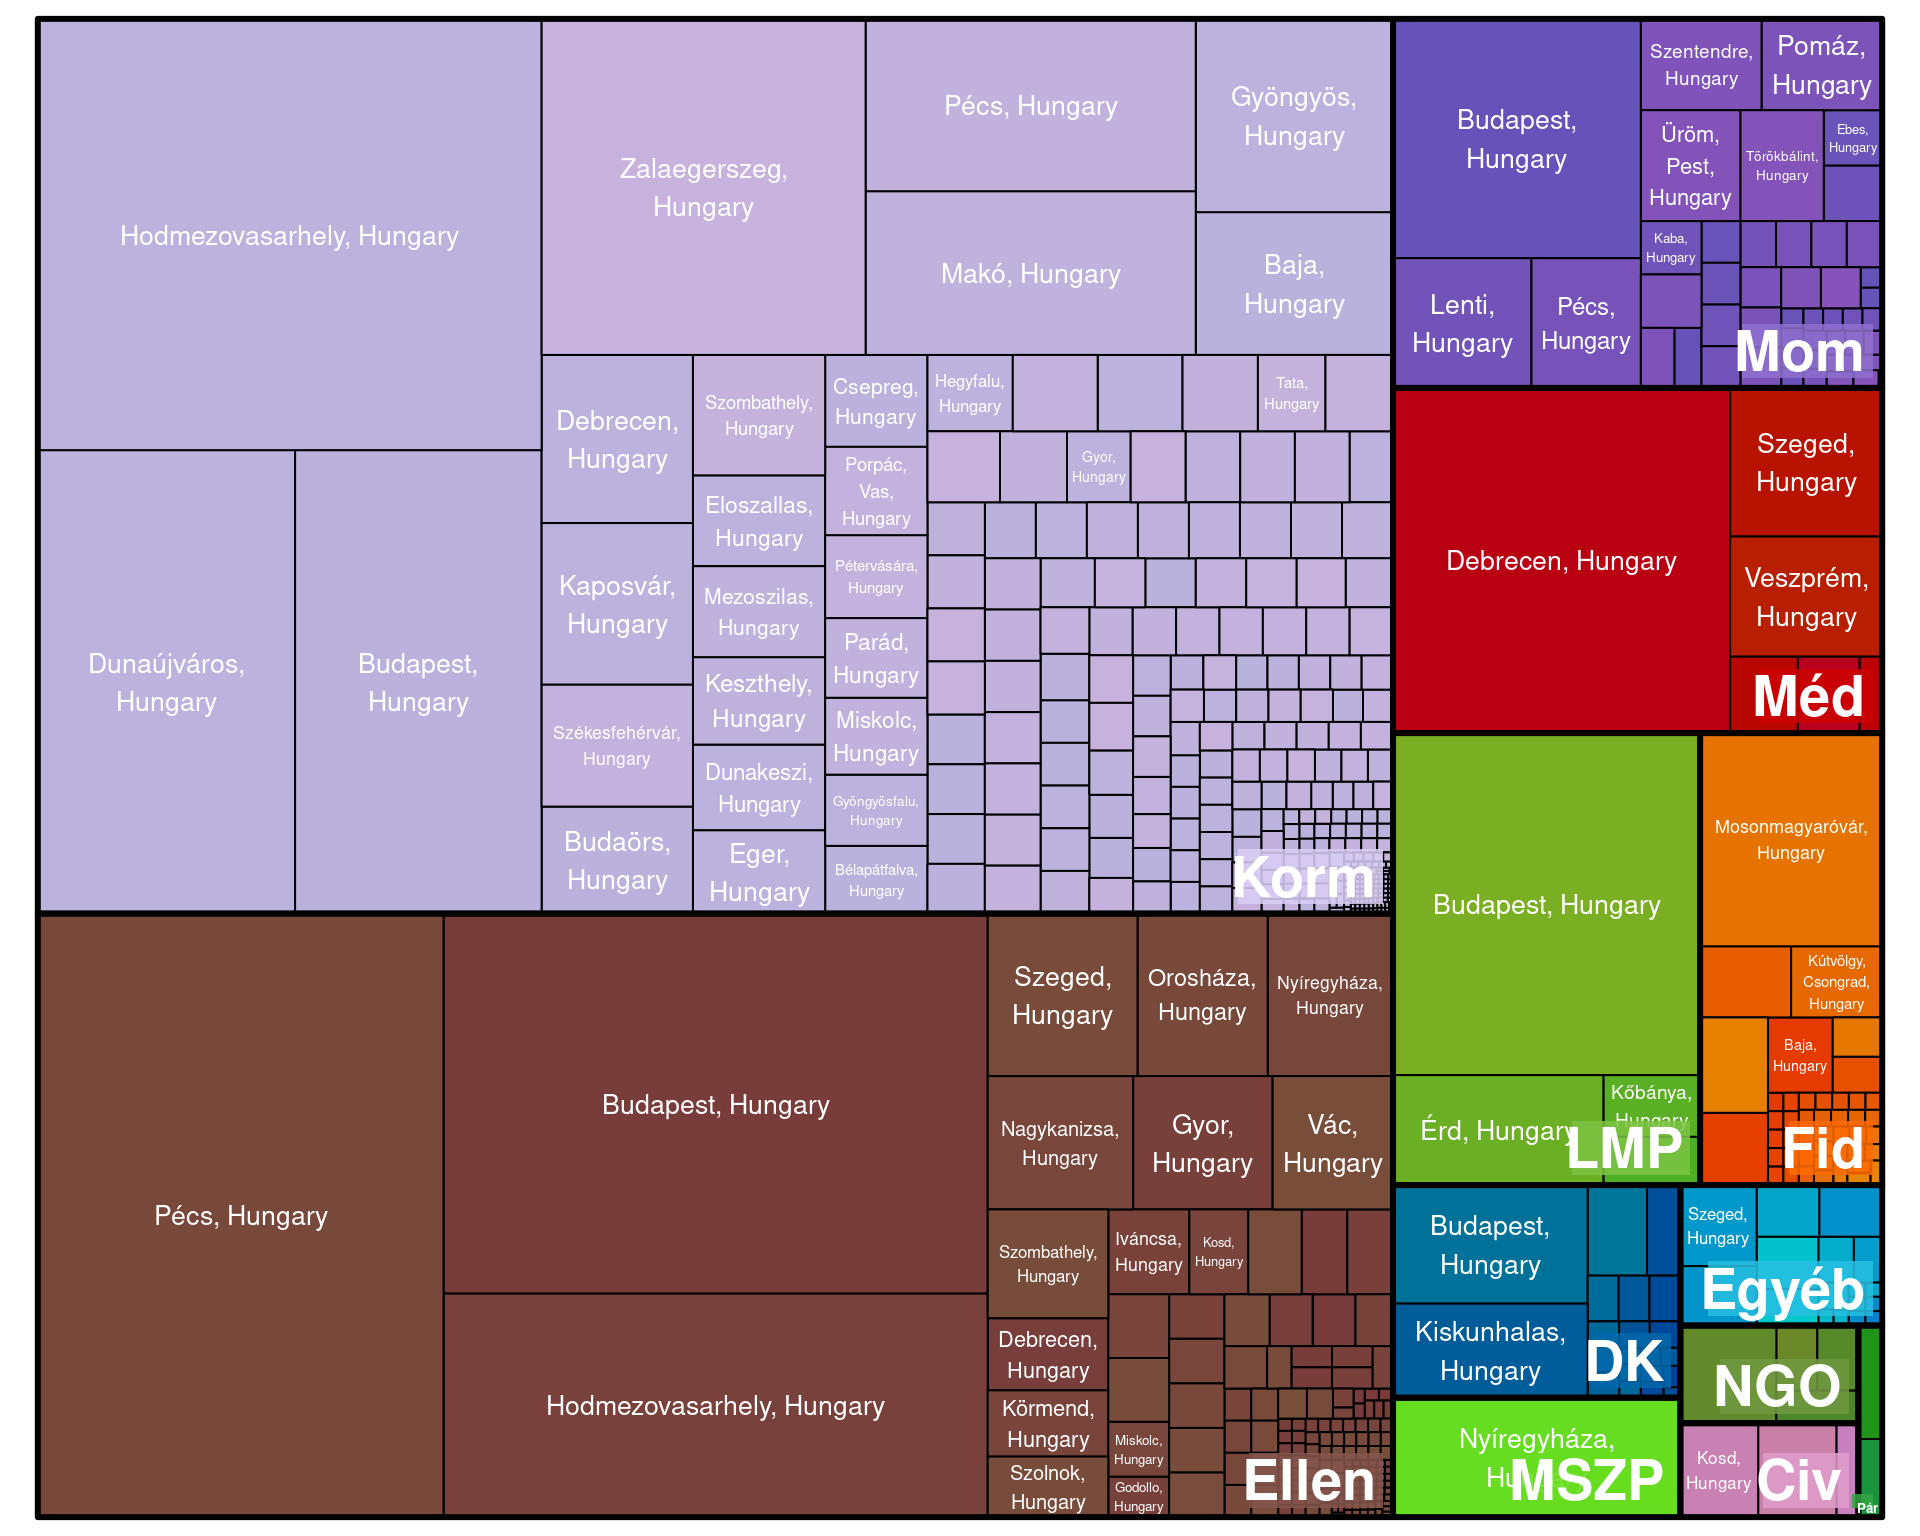 Hodmezovasarhely, Hungary
Dunaújváros,
Hungary
Budapest,
Hungary
Zalaegerszeg,
Hungary
Pécs, Hungary
Makó, Hungary
Gyöngyös,
Hungary
Baja,
Hungary
Debrecen,
Hungary
Kaposvár,
Hungary
Székesfehérvár,
Hungary
Budaörs,
Hungary
Szombathely,
Hungary
Eloszallas,
Hungary
Mezoszilas,
Hungary
Keszthely,
Hungary
Dunakeszi,
Hungary
Eger,
Hungary
Csepreg,
Hungary
Porpác,
Vas,
Hungary
Pétervására,
Hungary
Parád,
Hungary
Miskolc,
Hungary
Gyöngyösfalu,
Hungary
Bélapátfalva,
Hungary
Hegyfalu,
Hungary
Tata,
Hungary
Gyor,
Hungary
Korm
Pécs, Hungary
Budapest, Hungary
Hodmezovasarhely, Hungary
Szeged,
Hungary
Orosháza,
Hungary
Nyíregyháza,
Hungary
Nagykanizsa,
Hungary
Gyor,
Hungary
Vác,
Hungary
Szombathely,
Hungary
Debrecen,
Hungary
Körmend,
Hungary
Szolnok,
Hungary
Iváncsa,
Hungary
Kosd,
Hungary
Miskolc,
Hungary
Godollo,
Hungary
Ellen
Budapest,
Hungary
Lenti,
Hungary
Pécs,
Hungary
Szentendre,
Hungary
Pomáz,
Hungary
Üröm,
Pest,
Hungary
Törökbálint,
Hungary
Ebes,
Hungary
Kaba,
Hungary
Mom
Debrecen, Hungary
Szeged,
Hungary
Veszprém,
Hungary
Méd
Budapest, Hungary
Érd, Hungary
Kőbánya,
Hungary
LMP
Mosonmagyaróvár,
Hungary
Kútvölgy,
Csongrad,
Hungary
Baja,
Hungary
Fid
Budapest,
Hungary
Kiskunhalas,
Hungary
DK
Szeged,
Hungary
Egyéb
NGO
Nyíregyháza,
MSZP
Kosd,
Hungary
Civ
Pár